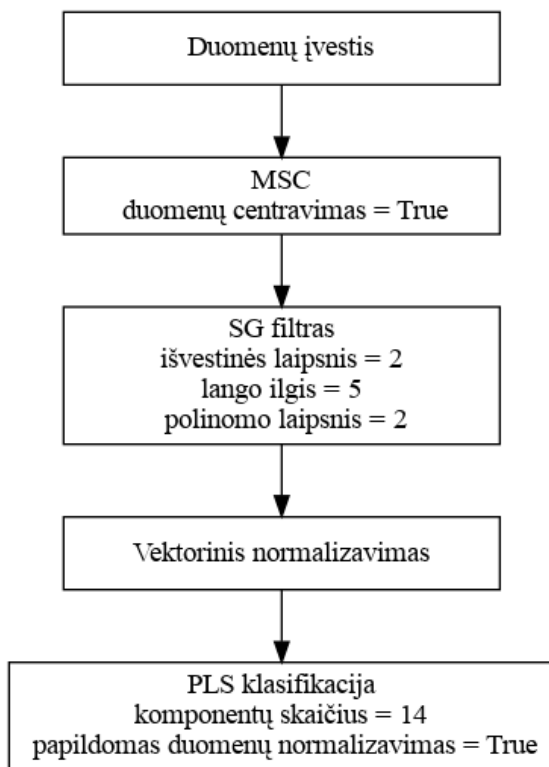 Duomenų įvestis
MSC
duomenų centravimas = True
SG filtras
išvestinės laipsnis = 2
lango ilgis = 5
polinomo laipsnis = 2
Vektorinis normalizavimas
PLS klasifikacija
komponentų skaičius = 14
papildomas duomenų normalizavimas = True